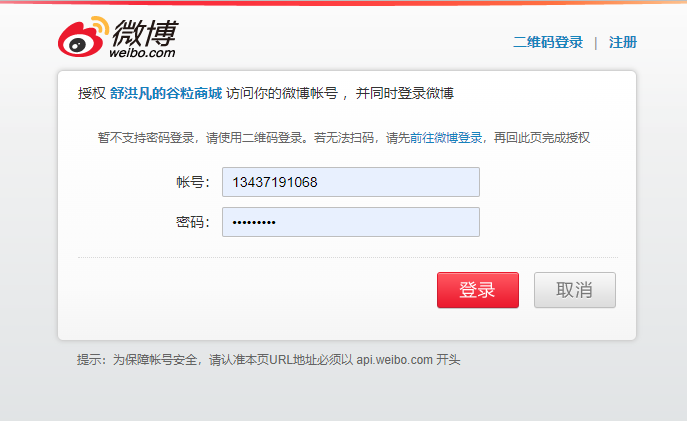 微博
weibo.com
二维码登录 | 注册
授权 舒洪凡的谷粒商城 访问你的微博帐号 ，并同时登录微博
暂不支持密码登录，请使用二维码登录。若无法扫码，请先前往微博登录，再回此页完成授权
帐号： 13437191068
密码： •••••••••
登录 取消
提示：为保障帐号安全，请认准本页URL地址必须以 api.weibo.com 开头